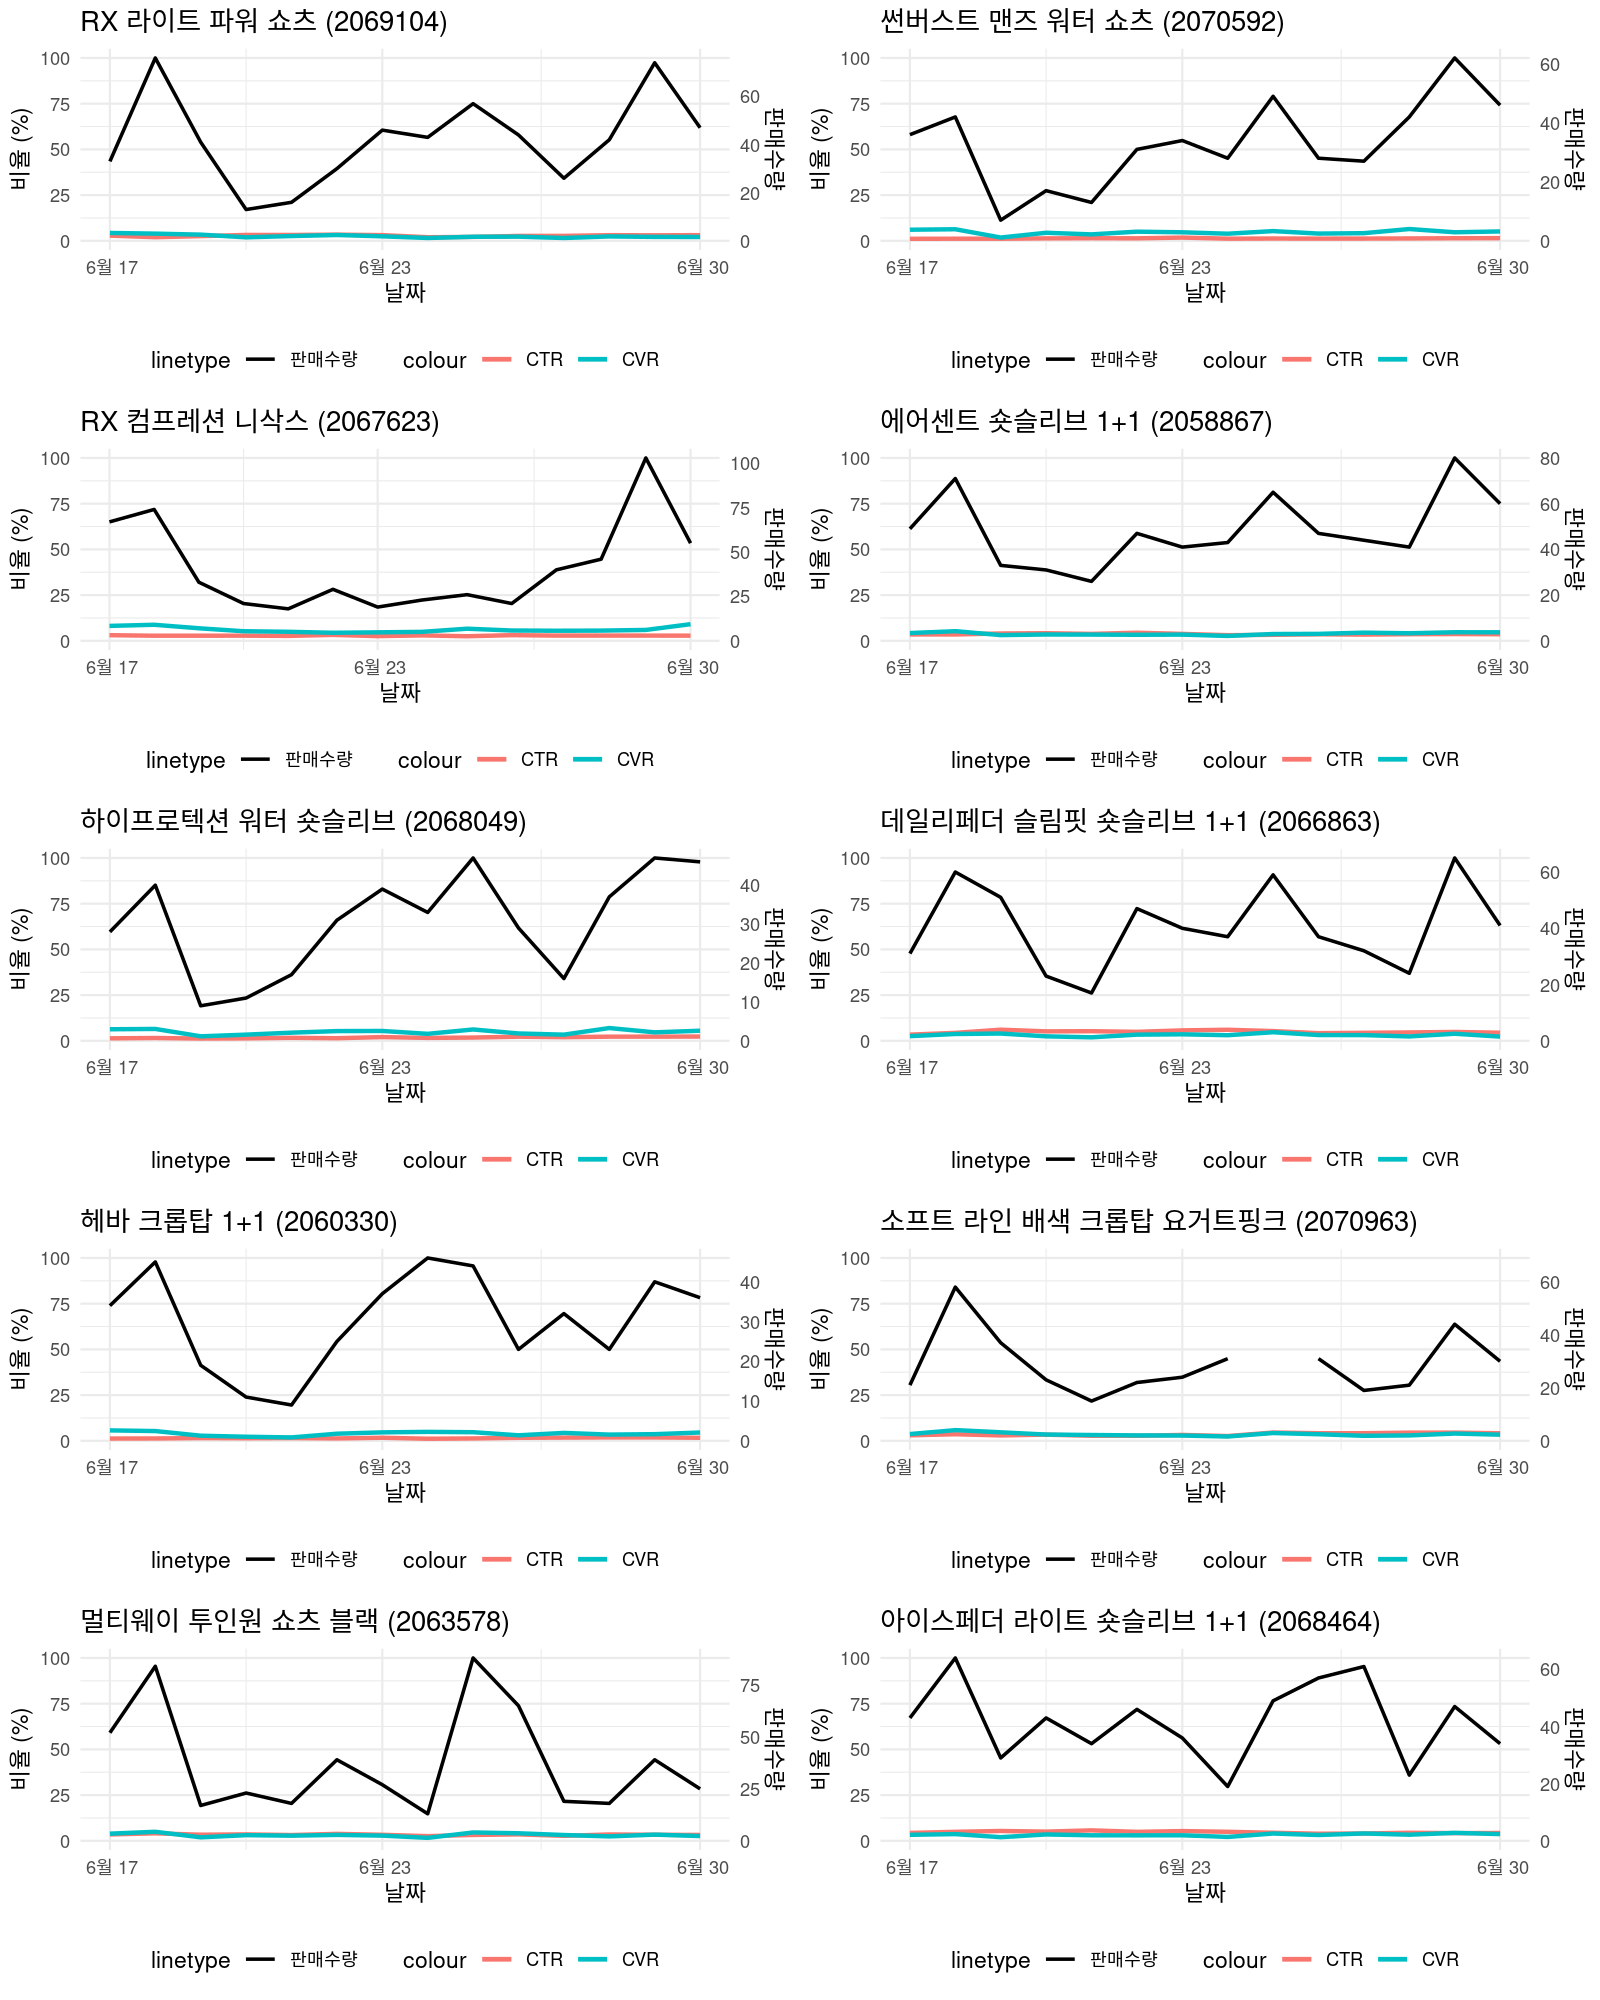 RX 라이트 파워 쇼츠 (2069104)
100
75
50
25
0
비율 (%)
60
40
20
0
판매수량
6월 17
6월 23
6월 30
날짜
linetype 판매수량 colour CTR CVR
썬버스트 맨즈 워터 쇼츠 (2070592)
100
75
50
25
0
비율 (%)
60
40
20
0
판매수량
6월 17
6월 23
6월 30
날짜
linetype 판매수량 colour CTR CVR
RX 컴프레션 니삭스 (2067623)
100
75
50
25
0
비율 (%)
100
75
50
25
0
판매수량
6월 17
6월 23
6월 30
날짜
linetype 판매수량 colour CTR CVR
에어센트 숏슬리브 1+1 (2058867)
100
75
50
25
0
비율 (%)
80
60
40
20
0
판매수량
6월 17
6월 23
6월 30
날짜
linetype 판매수량 colour CTR CVR
하이프로텍션 워터 숏슬리브 (2068049)
100
75
50
25
0
비율 (%)
40
30
20
10
0
판매수량
6월 17
6월 23
6월 30
날짜
linetype 판매수량 colour CTR CVR
데일리페더 슬림핏 숏슬리브 1+1 (2066863)
100
75
50
25
0
비율 (%)
60
40
20
0
판매수량
6월 17
6월 23
6월 30
날짜
linetype 판매수량 colour CTR CVR
헤바 크롭탑 1+1 (2060330)
100
75
50
25
0
비율 (%)
40
30
20
10
0
판매수량
6월 17
6월 23
6월 30
날짜
linetype 판매수량 colour CTR CVR
소프트 라인 배색 크롭탑 요거트핑크 (2070963)
100
75
50
25
0
비율 (%)
60
40
20
0
판매수량
6월 17
6월 23
6월 30
날짜
linetype 판매수량 colour CTR CVR
멀티웨이 투인원 쇼츠 블랙 (2063578)
100
75
50
25
0
비율 (%)
75
50
25
0
판매수량
6월 17
6월 23
6월 30
날짜
linetype 판매수량 colour CTR CVR
아이스페더 라이트 숏슬리브 1+1 (2068464)
100
75
50
25
0
비율 (%)
60
40
20
0
판매수량
6월 17
6월 23
6월 30
날짜
linetype 판매수량 colour CTR CVR